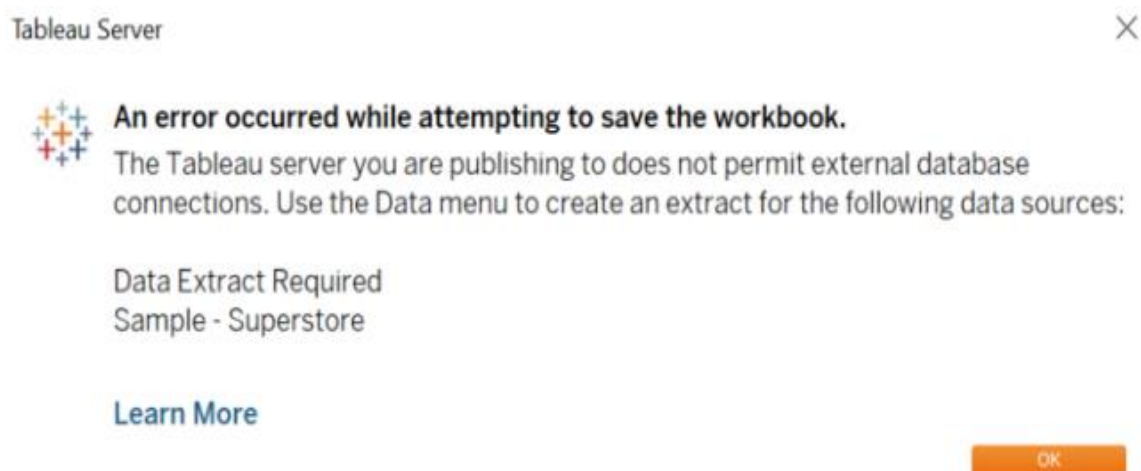 Tableau Server
An error occurred while attempting to save the workbook.
The Tableau server you are publishing to does not permit external database
connections. Use the Data menu to create an extract for the following data sources:
Data Extract Required
Sample - Superstore
Learn More
OK